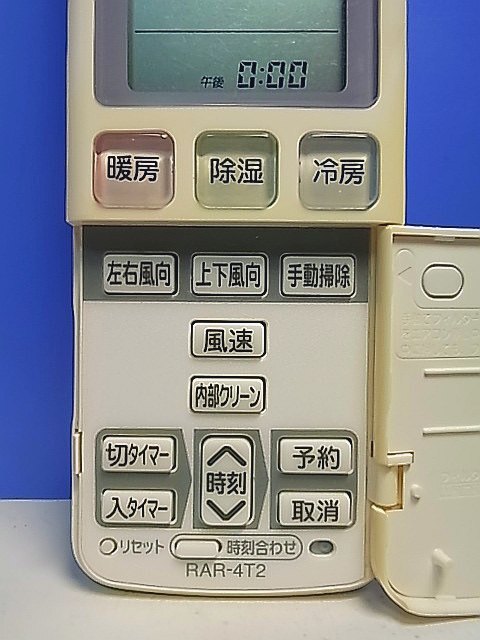 午後 0:00
暖房 除湿 冷房
左右風向 上下風向 手動掃除
風速
内部クリーン
切タイマー 時刻 予約
入タイマー 取消
リセット 時刻合わせ
RAR-4T2